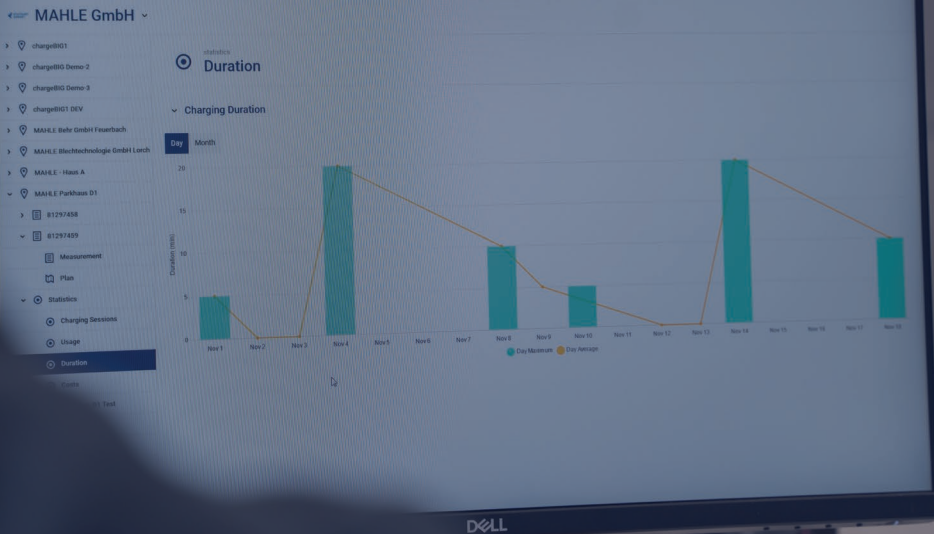 MAHLE GmbH
chargeBIG1
chargeBIG Demo-2
chargeBIG Demo-3
chargeBIG1 DEV
MAHLE Behr GmbH Feuerbach
MAHLE Blechtechnologie GmbH Lorch
MAHLE - Haus A
MAHLE Parkhaus D1
81297458
81297459
Measurement
Plan
Statistics
Charging Sessions
Usage
Duration
Costs
Test
statistics
Duration
Charging Duration
Day Month
Duration (min)
20
15
10
5
0
Nov 1 Nov 2 Nov 3 Nov 4 Nov 5 Nov 6 Nov 7 Nov 8 Nov 9 Nov 10 Nov 11 Nov 12 Nov 13 Nov 14 Nov 15 Nov 16 Nov 17 Nov 18
Day Maximum Day Average
DELL